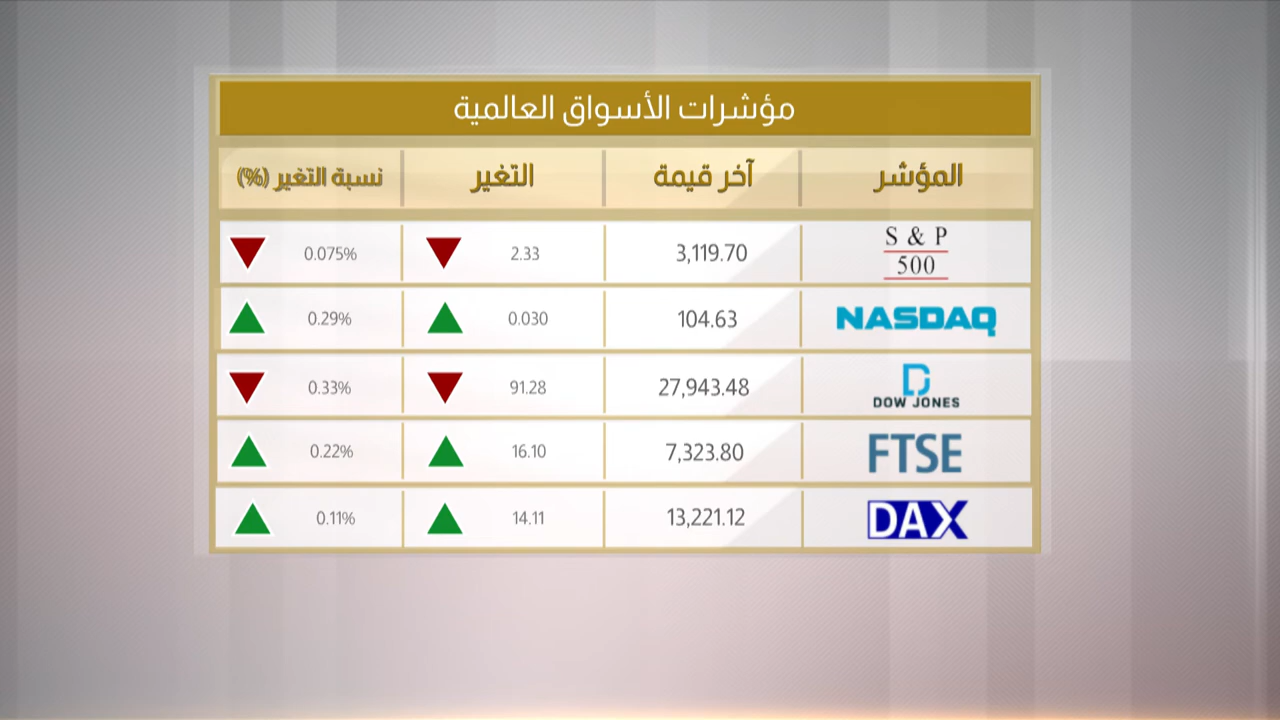 مؤشرات الأسواق العالمية
المؤشر آخر قيمة التغير نسبة التغير (%)
S & P
500
3,119.70 2.33 0.075%
NASDAQ 104.63 0.030 0.29%
DOW JONES 27,943.48 91.28 0.33%
FTSE 7,323.80 16.10 0.22%
DAX 13,221.12 14.11 0.11%